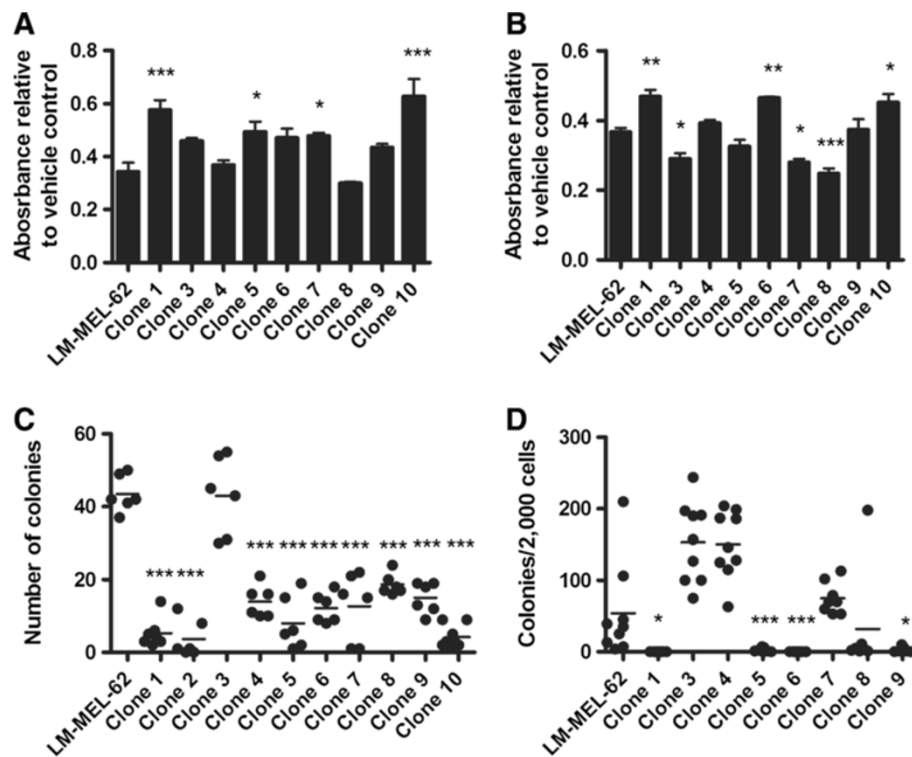 A
Abosrbance relative
to vehicle control
0.8
0.6
0.4
0.2
0.0
***
*
*
***
LM-MEL-62
Clone 1
Clone 3
Clone 4
Clone 5
Clone 6
Clone 7
Clone 8
Clone 9
Clone 10
B
Abosrbance relative
to vehicle control
0.6
0.4
0.2
0.0
**
*
**
*
***
*
LM-MEL-62
Clone 1
Clone 3
Clone 4
Clone 5
Clone 6
Clone 7
Clone 8
Clone 9
Clone 10
C
Number of colonies
60
40
20
0
*** ***
*** *** *** *** *** *** ***
LM-MEL-62
Clone 1
Clone 2
Clone 3
Clone 4
Clone 5
Clone 6
Clone 7
Clone 8
Clone 9
Clone 10
D
Colonies/2,000 cells
300
200
100
0
*
*** ***
*
LM-MEL-62
Clone 1
Clone 3
Clone 4
Clone 5
Clone 6
Clone 7
Clone 8
Clone 9